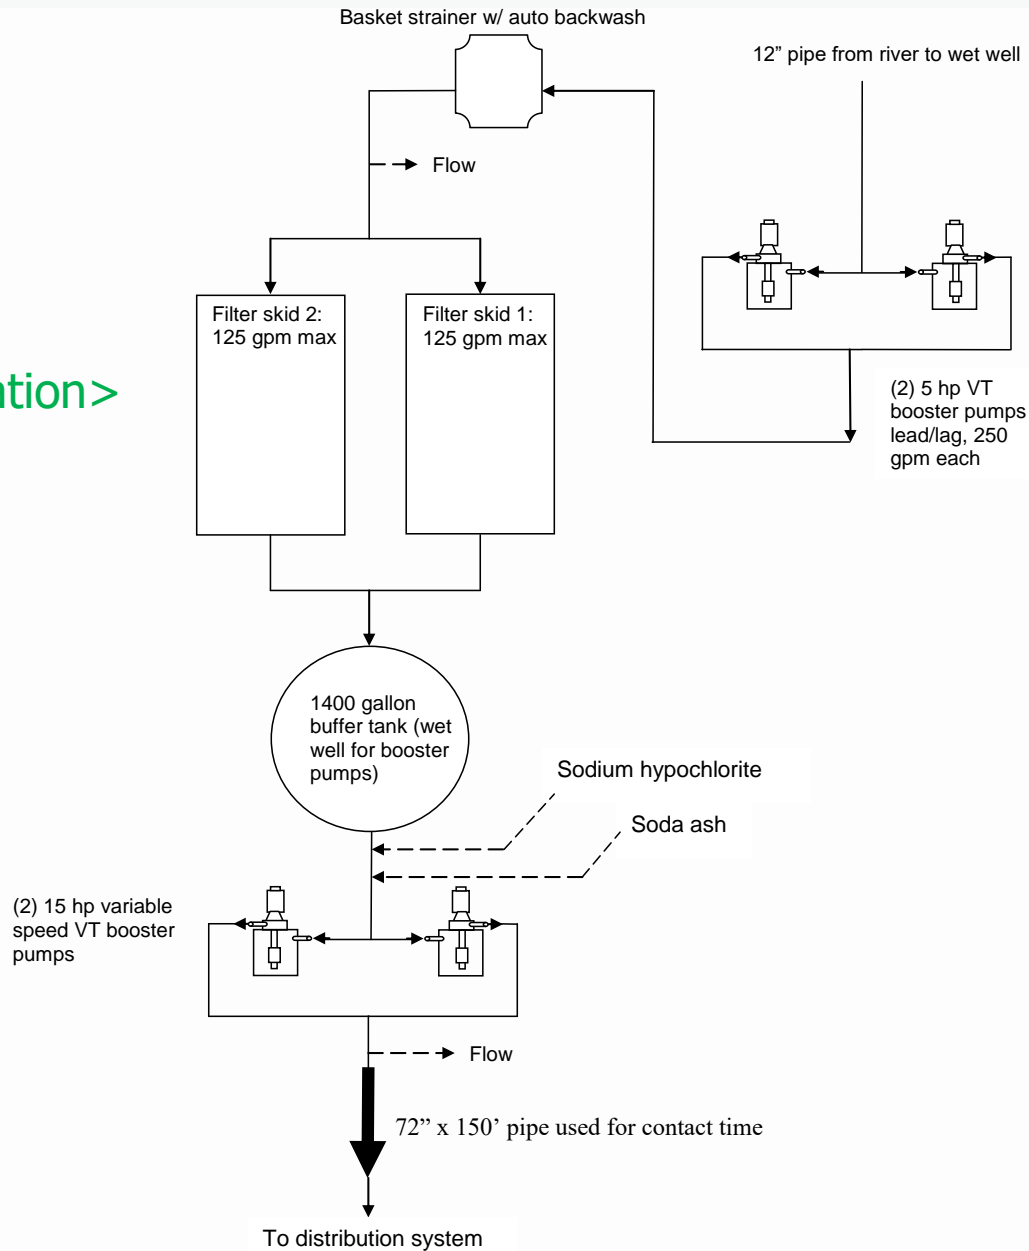 Basket strainer w/ auto backwash
12” pipe from river to wet well
Flow
Filter skid 2:
125 gpm max
Filter skid 1:
125 gpm max
(2) 5 hp VT
booster pumps
lead/lag, 250
gpm each
1400 gallon
buffer tank (wet
well for booster
pumps)
Sodium hypochlorite
Soda ash
(2) 15 hp variable
speed VT booster
pumps
Flow
72” x 150’ pipe used for contact time
To distribution system